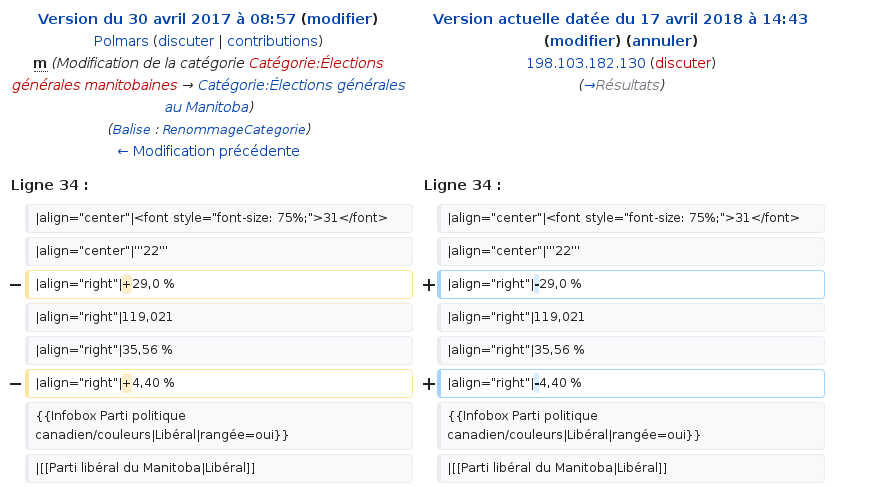 Version du 30 avril 2017 à 08:57 (modifier)
Polmars (discuter | contributions)
m (Modification de la catégorie Catégorie:Élections
générales manitobaines → Catégorie:Élections générales
au Manitoba)
(Balise : RenommageCategorie)
← Modification précédente
Version actuelle datée du 17 avril 2018 à 14:43
(modifier) (annuler)
198.103.182.130 (discuter)
(→Résultats)
Ligne 34 :
Ligne 34 :
|align="center"|<font style="font-size: 75%;">31</font>
|align="center"|<font style="font-size: 75%;">31</font>
|align="center"|'''22'''
|align="center"|'''22'''
− |align="right"|+29,0 %
+ |align="right"|-29,0 %
|align="right"|119,021
|align="right"|119,021
|align="right"|35,56 %
|align="right"|35,56 %
− |align="right"|+4,40 %
+ |align="right"|-4,40 %
{{Infobox Parti politique
canadien/couleurs|Libéral|rangée=oui}}
{{Infobox Parti politique
canadien/couleurs|Libéral|rangée=oui}}
|[[Parti libéral du Manitoba|Libéral]]
|[[Parti libéral du Manitoba|Libéral]]